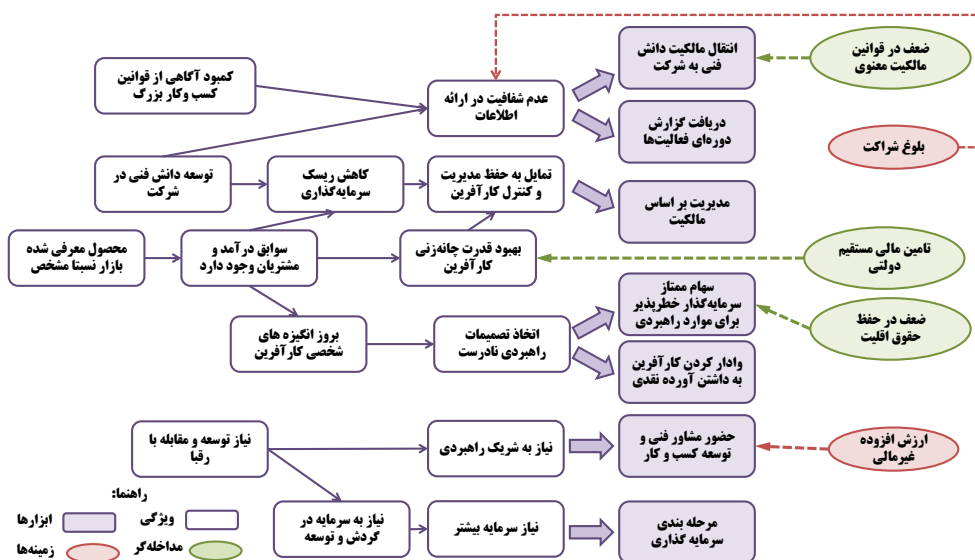 ضعف در قوانین
مالکیت معنوی
انتقال مالکیت دانش
فنی به شرکت
کمبود آگاهی از قوانین
کسب وکار بزرگ
عدم شفافیت در ارائه
اطلاعات
دریافت گزارش
دوره‌ای فعالیت‌ها
بلوغ شراکت
توسعه دانش فنی در
شرکت
کاهش ریسک
سرمایه‌گذاری
تمایل به حفظ مدیریت
و کنترل کارآفرین
مدیریت بر اساس
مالکیت
محصول معرفی شده
بازار نسبتا مشخص
سوابق درآمد و
مشتریان وجود دارد
بهبود قدرت چانه‌زنی
کارآفرین
تامین مالی مستقیم
دولتی
سهام ممتاز
سرمایه‌گذار خطرپذیر
برای موارد راهبردی
ضعف در حفظ
حقوق اقلیت
بروز انگیزه های
شخصی کارآفرین
اتخاذ تصمیمات
راهبردی نادرست
وادار کردن کارآفرین
به داشتن آورده نقدی
نیاز توسعه و مقابله با
رقبا
نیاز به شریک راهبردی
حضور مشاور فنی و
توسعه کسب و کار
ارزش افزوده
غیرمالی
نیاز به سرمایه در
گردش و توسعه
نیاز سرمایه بیشتر
مرحله بندی
سرمایه گذاری
راهنما:
ویژگی
ابزارها
مداخله‌گر
زمینه‌ها